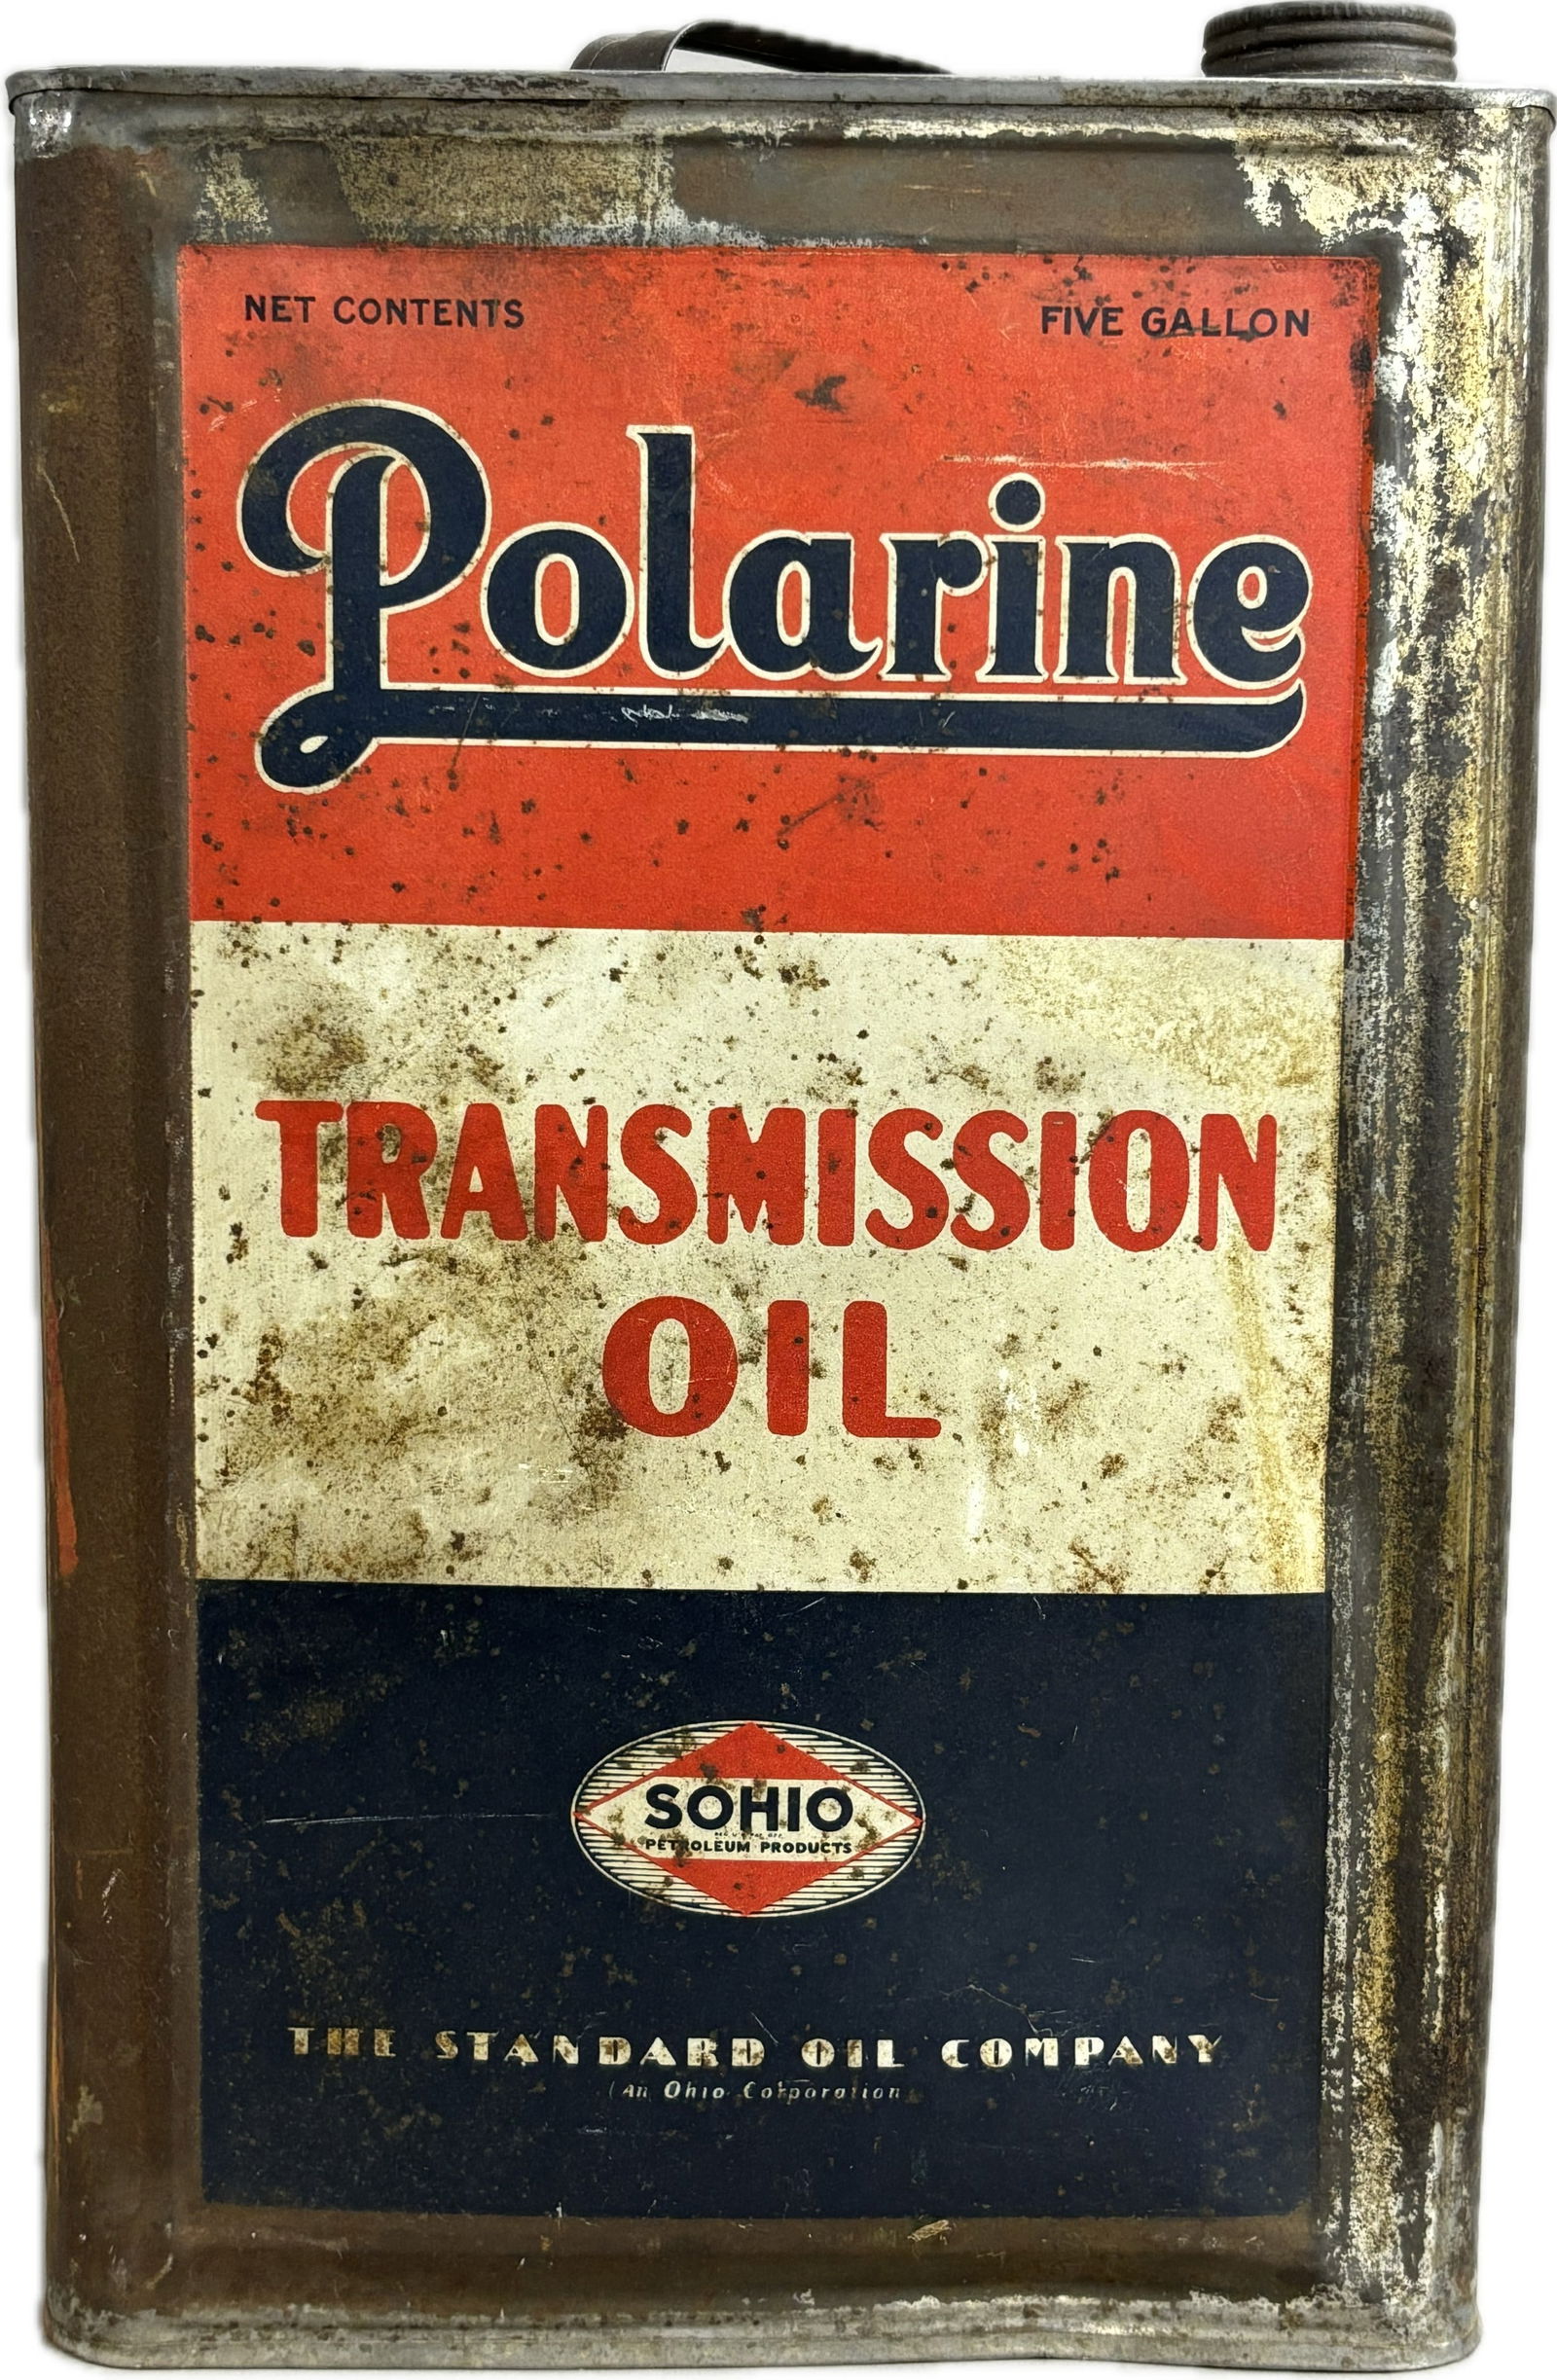 NET CONTENTS FIVE GALLON
Polarine
TRANSMISSION
OIL
SOHIO
PETROLEUM PRODUCTS
THE STANDARD OIL COMPANY
(An Ohio Corporation